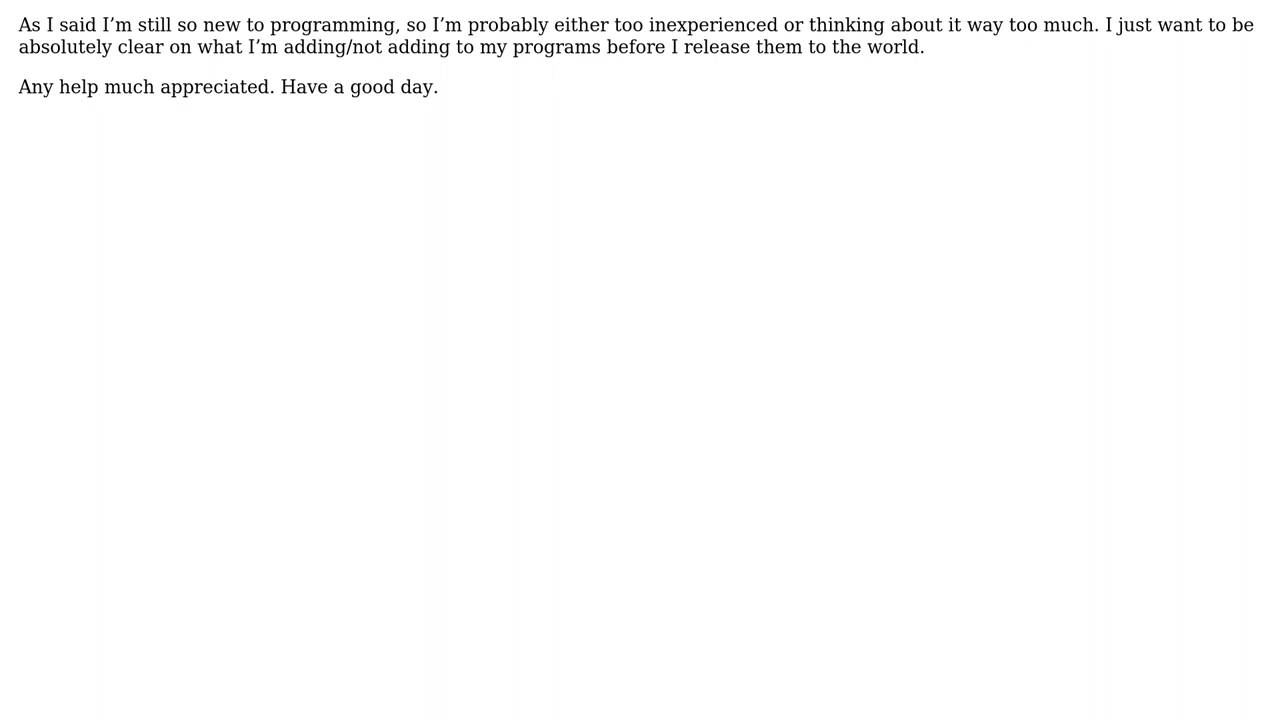 As I said I’m still so new to programming, so I’m probably either too inexperienced or thinking about it way too much. I just want to be
absolutely clear on what I’m adding/not adding to my programs before I release them to the world.
Any help much appreciated. Have a good day.